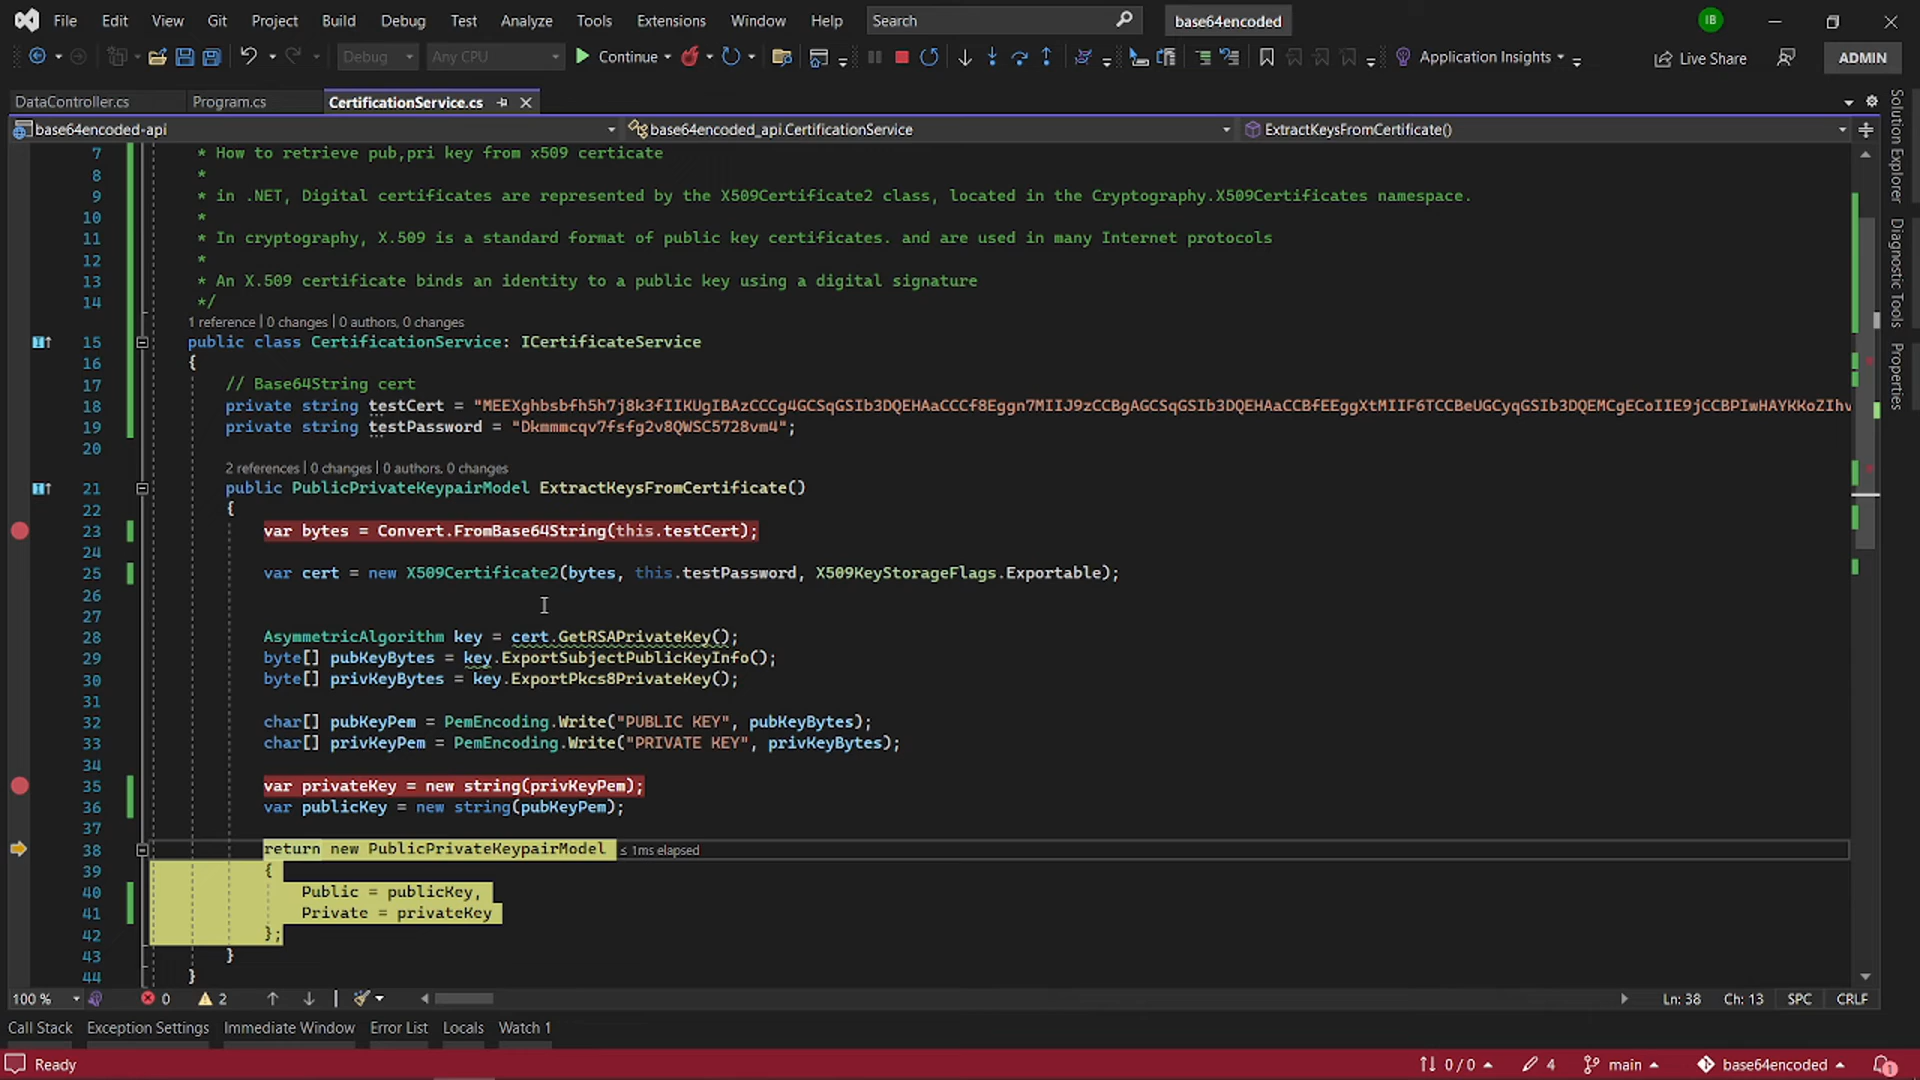 File Edit View Git Project Build Debug Test Analyze Tools Extensions Window Help Search base64encoded IB
Debug Any CPU Continue Application Insights Live Share ADMIN
DataController.cs Program.cs CertificationService.cs
base64encoded-api base64encoded_api.CertificationService ExtractKeysFromCertificate()
7 * How to retrieve pub,pri key from x509 certicate
8 *
9 * in .NET, Digital certificates are represented by the X509Certificate2 class, located in the Cryptography.X509Certificates namespace.
10 *
11 * In cryptography, X.509 is a standard format of public key certificates. and are used in many Internet protocols
12 *
13 * An X.509 certificate binds an identity to a public key using a digital signature
14 */
1 reference | 0 changes | 0 authors, 0 changes
15 public class CertificationService: ICertificateService
16 {
17 // Base64String cert
18 private string testCert = "MEEXghbsbfh5h7j8k3fIIKUgIBAzCCCg4GCSqGSIb3DQEHAaCCCf8Eggn7MIIJ9zCCBgAGCSqGSIb3DQEHAaCCBfEEggXtMIIF6TCCBeUGCyqGSIb3DQEMCgECoIIE9jCCBPIwHAYKKoZIhv
19 private string testPassword = "Dkmmmcqv7fsfg2v8QWSC5728vm4";
20
2 references | 0 changes | 0 authors, 0 changes
21 public PublicPrivateKeypairModel ExtractKeysFromCertificate()
22 {
23 var bytes = Convert.FromBase64String(this.testCert);
24
25 var cert = new X509Certificate2(bytes, this.testPassword, X509KeyStorageFlags.Exportable);
26
27
28 AsymmetricAlgorithm key = cert.GetRSAPrivateKey();
29 byte[] pubKeyBytes = key.ExportSubjectPublicKeyInfo();
30 byte[] privKeyBytes = key.ExportPkcs8PrivateKey();
31
32 char[] pubKeyPem = PemEncoding.Write("PUBLIC KEY", pubKeyBytes);
33 char[] privKeyPem = PemEncoding.Write("PRIVATE KEY", privKeyBytes);
34
35 var privateKey = new string(privKeyPem);
36 var publicKey = new string(pubKeyPem);
37
38 return new PublicPrivateKeypairModel ≤ 1ms elapsed
39 {
40 Public = publicKey,
41 Private = privateKey
42 };
43 }
44 }
Solution Explorer
Diagnostic Tools
Properties
100 % 0 2 Ln: 38 Ch: 13 SPC CRLF
Call Stack Exception Settings Immediate Window Error List Locals Watch 1
Ready 0 / 0 4 main base64encoded 1